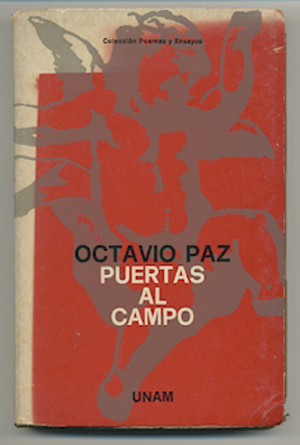 Colección Poemas y Ensayos
OCTAVIO PAZ
PUERTAS
AL
CAMPO
UNAM